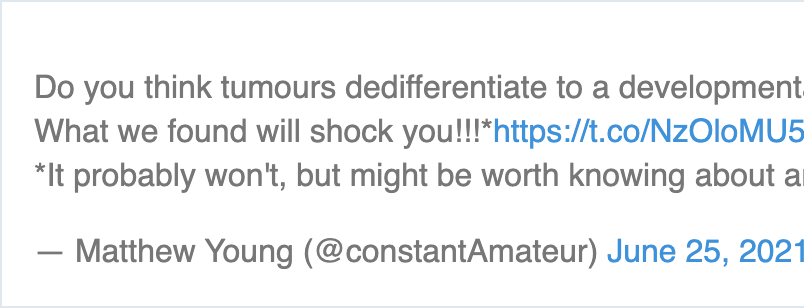 Do you think tumours dedifferentiate to a
What we found will shock you!!!*https://t.co/NzOloMU5
*It probably won't, but might be worth knowing about
— Matthew Young (@constantAmateur) June 25, 2021